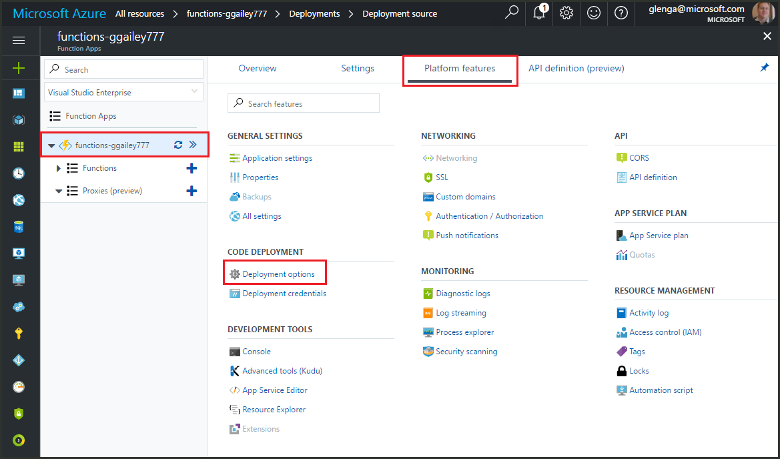 Microsoft Azure All resources > functions-ggailey777 > Deployments > Deployment source
1
glenga@microsoft.com
MICROSOFT
functions-ggailey777
Function Apps
Search
Visual Studio Enterprise
Function Apps
functions-ggailey777
Functions
Proxies (preview)
Overview Settings Platform features API definition (preview)
Search features
GENERAL SETTINGS
Application settings
Properties
Backups
All settings
CODE DEPLOYMENT
Deployment options
Deployment credentials
DEVELOPMENT TOOLS
Console
Advanced tools (Kudu)
App Service Editor
Resource Explorer
Extensions
NETWORKING
Networking
SSL
Custom domains
Authentication / Authorization
Push notifications
MONITORING
Diagnostic logs
Log streaming
Process explorer
Security scanning
API
CORS
API definition
APP SERVICE PLAN
App Service plan
Quotas
RESOURCE MANAGEMENT
Activity log
Access control (IAM)
Tags
Locks
Automation script